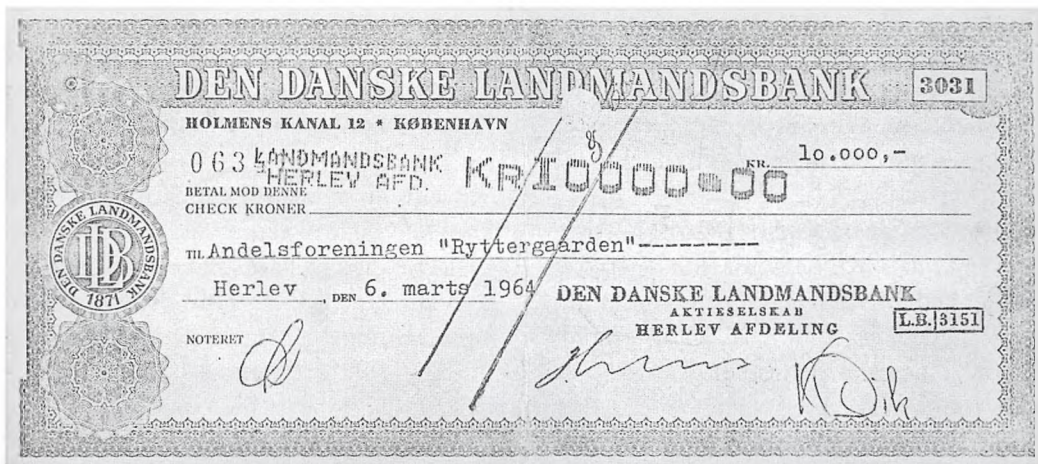 DEN DANSKE LANDMANDSBANK 3031
HOLMENS KANAL 12 * KØBENHAVN
063 LANDMANDSBANK
HERLEV AFD. KR10000.00 KR. 10.000,-
BETAL MOD DENNE
CHECK KRONER
TIL Andelsforeningen "Ryttergaarden"---------
Herlev, DEN 6. marts 1964
DEN DANSKE LANDMANDSBANK
AKTIESELSKAB
HERLEV AFDELING
L.B. 3151
NOTERET
DEN DANSKE LANDMANDSBANK
DLB
1871